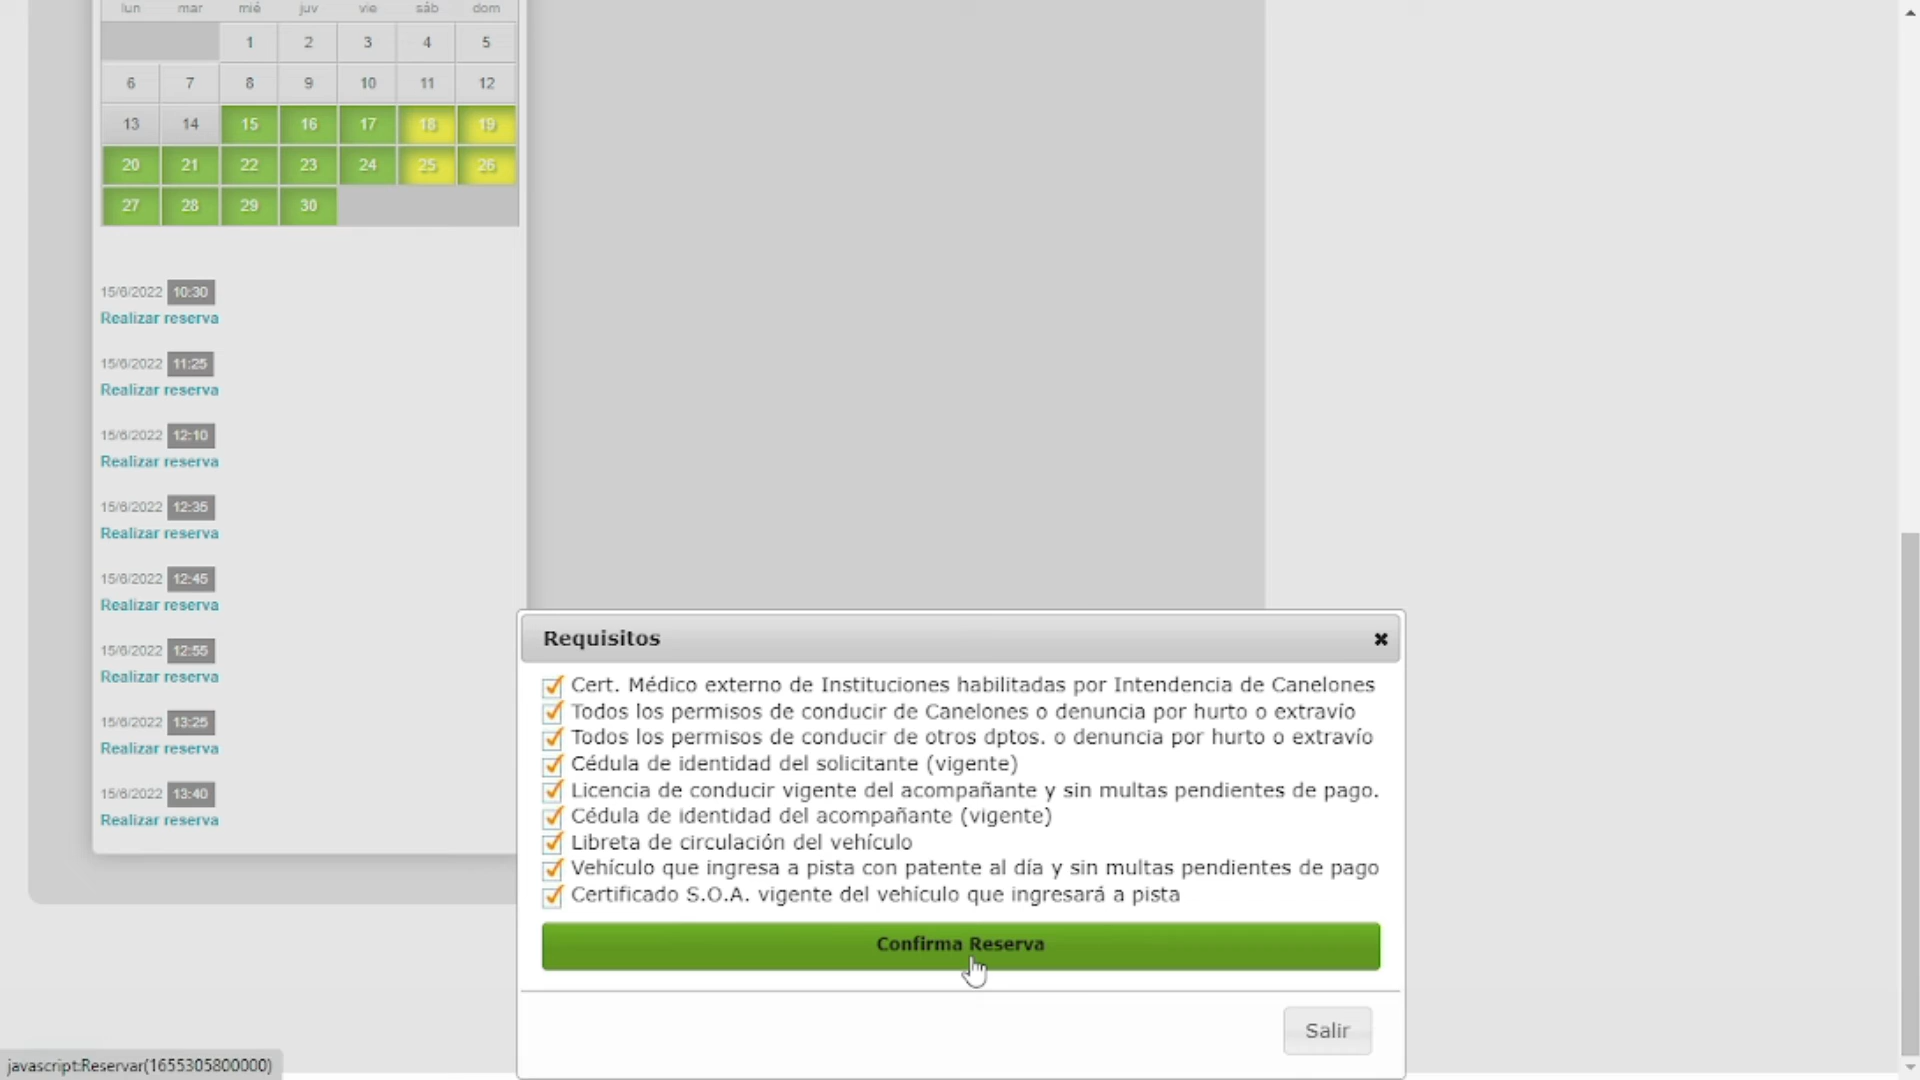 lun mar mié juv vie sáb dom
1 2 3 4 5
6 7 8 9 10 11 12
13 14 15 16 17 18 19
20 21 22 23 24 25 26
27 28 29 30
15/6/2022 10:30
Realizar reserva
15/6/2022 11:25
Realizar reserva
15/6/2022 12:10
Realizar reserva
15/6/2022 12:35
Realizar reserva
15/6/2022 12:45
Realizar reserva
15/6/2022 12:55
Realizar reserva
15/6/2022 13:25
Realizar reserva
15/6/2022 13:40
Realizar reserva
Requisitos
Cert. Médico externo de Instituciones habilitadas por Intendencia de Canelones
Todos los permisos de conducir de Canelones o denuncia por hurto o extravío
Todos los permisos de conducir de otros dptos. o denuncia por hurto o extravío
Cédula de identidad del solicitante (vigente)
Licencia de conducir vigente del acompañante y sin multas pendientes de pago.
Cédula de identidad del acompañante (vigente)
Libreta de circulación del vehículo
Vehículo que ingresa a pista con patente al día y sin multas pendientes de pago
Certificado S.O.A. vigente del vehículo que ingresará a pista
Confirma Reserva
Salir
javascript:Reservar(1655305800000)